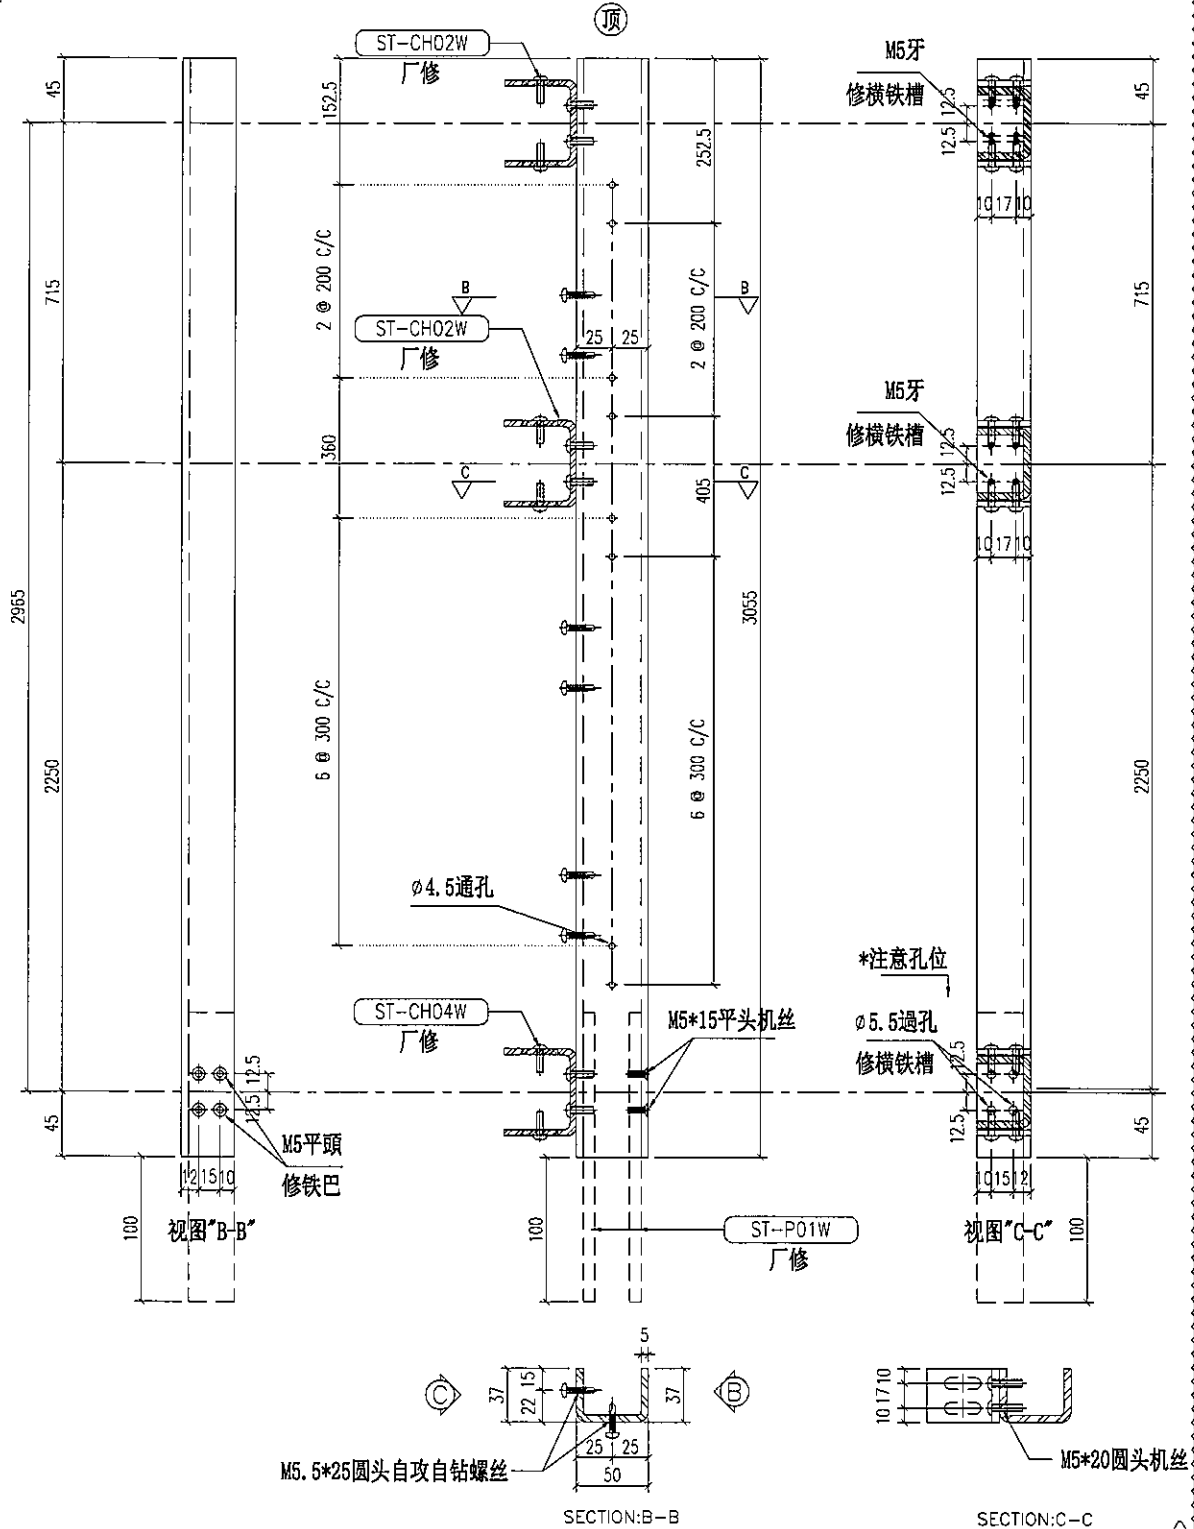 顶
ST-CH02W
厂修
M5牙
修横铁槽
45
152.5
252.5
12.5
12.5
45
10 17 10
715
2 @ 200 C/C
B
B
2 @ 200 C/C
715
ST-CH02W
厂修
25 25
M5牙
修横铁槽
360
C
C
405
12.5
12.5
10 17 10
2965
3055
2250
6 @ 300 C/C
6 @ 300 C/C
2250
Ø4.5通孔
*注意孔位
ST-CH04W
厂修
M5*15平头机丝
Ø5.5過孔
修横铁槽
12.5
12.5
45
M5平頭
修铁巴
12.5
12.5
45
12 15 10
10 15 12
100
视图"B-B"
100
ST-P01W
厂修
视图"C-C"
100
5
C
37
15
22
37
B
10
17
10
25 25
50
M5.5*25圆头自攻自钻螺丝
M5*20圆头机丝
SECTION:B-B
SECTION:C-C